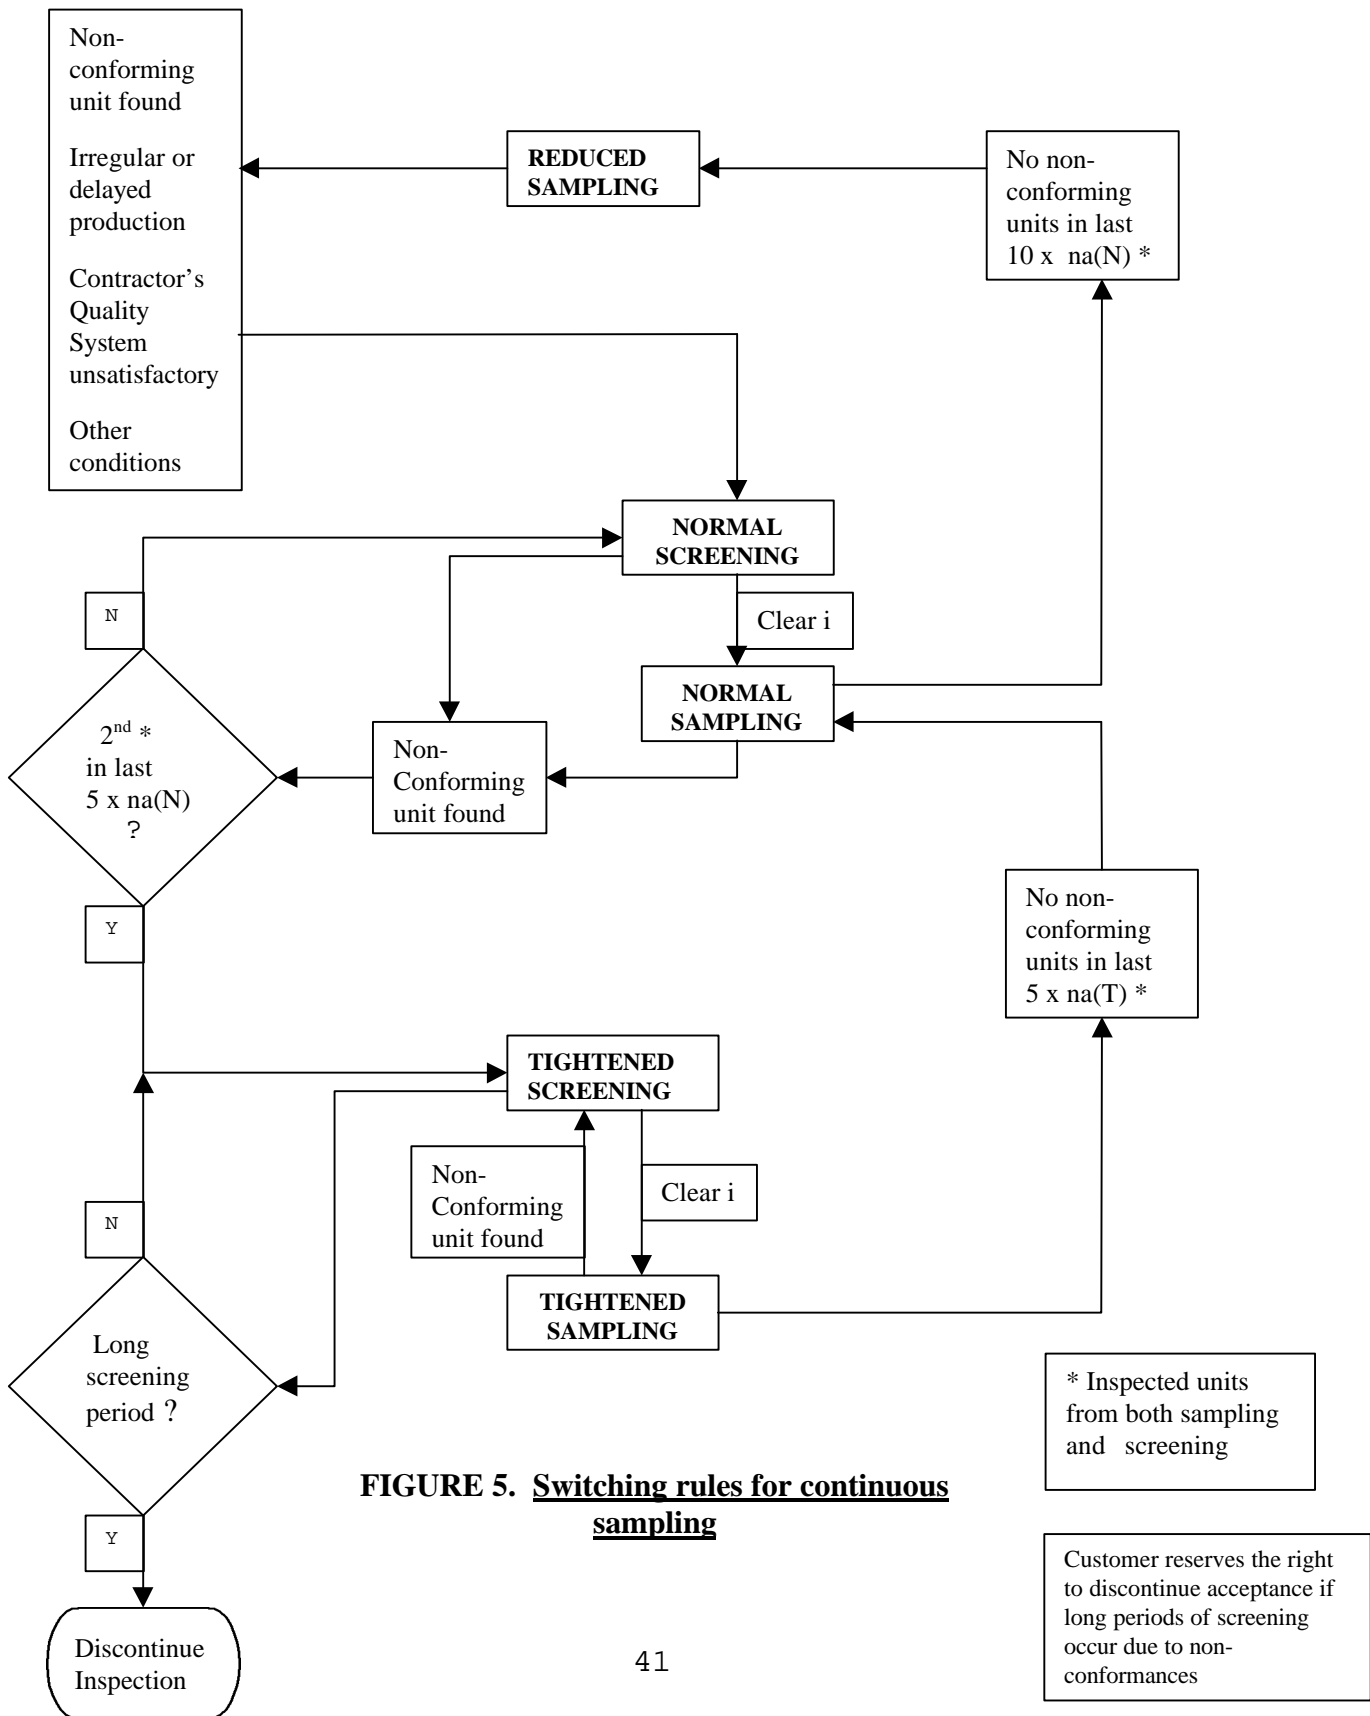 Non-
conforming
unit found
Irregular or
delayed
production
Contractor’s
Quality
System
unsatisfactory
Other
conditions
REDUCED
SAMPLING
No non-
conforming
units in last
10 x  na(N) *
NORMAL
SCREENING
N
Clear i
NORMAL
SAMPLING
2nd *
in last
5 x na(N)
?
Non-
Conforming
unit found
Y
No non-
conforming
units in last
5 x na(T) *
TIGHTENED
SCREENING
Non-
Conforming
unit found
Clear i
N
TIGHTENED
SAMPLING
Long
screening
period ?
* Inspected units
from both sampling
and   screening
FIGURE 5.  Switching rules for continuous
sampling
Y
Customer reserves the right
to discontinue acceptance if
long periods of screening
occur due to non-
conformances
Discontinue
Inspection
41